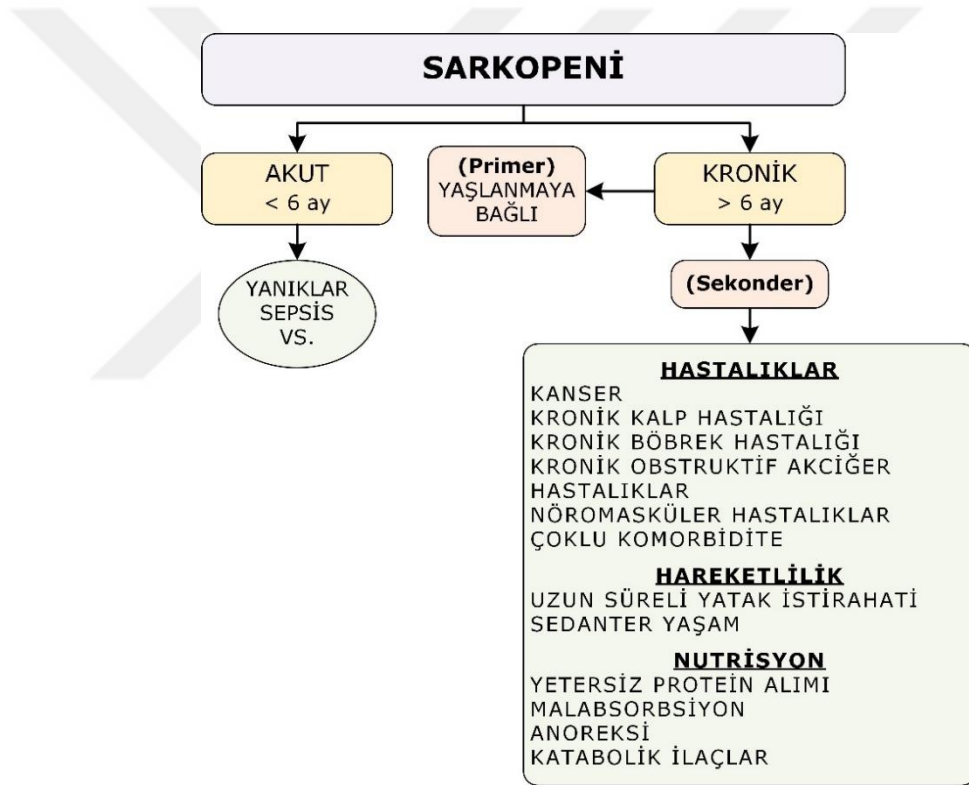 SARKOPENİ
AKUT
< 6 ay
(Primer)
YAŞLANMAYA
BAĞLI
KRONİK
> 6 ay
YANIKLAR
SEPSİS
VS.
(Sekonder)
HASTALIKLAR
KANSER
KRONİK KALP HASTALIĞI
KRONİK BÖBREK HASTALIĞI
KRONİK OBSTRUKTİF AKCİĞER
HASTALIKLAR
NÖROMASKÜLER HASTALIKLAR
ÇOKLU KOMORBİDİTE
HAREKETLİLİK
UZUN SÜRELİ YATAK İSTİRAHATİ
SEDANTER YAŞAM
NUTRİSYON
YETERSİZ PROTEİN ALIMI
MALABSORBSİYON
ANOREKSİ
KATABOLİK İLAÇLAR